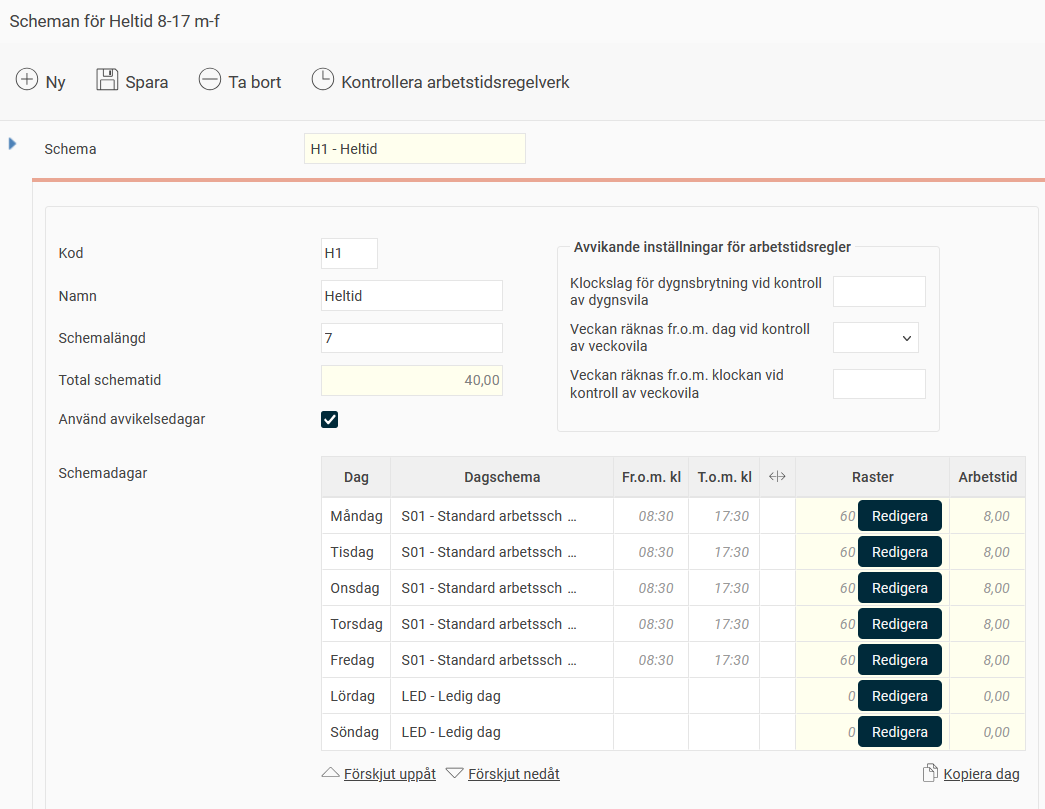 Scheman för Heltid 8-17 m-f
Ny Spara Ta bort Kontrollera arbetstidsregelverk
Schema H1 - Heltid
Kod H1
Namn Heltid
Schemalängd 7
Total schematid 40,00
Använd avvikelsedagar
Avvikande inställningar för arbetstidsregler
Klockslag för dygnsbrytning vid kontroll
av dygnsvila
Veckan räknas fr.o.m. dag vid kontroll
av veckovila
Veckan räknas fr.o.m. klockan vid
kontroll av veckovila
Schemadagar
Dag Dagschema Fr.o.m. kl T.o.m. kl Raster Arbetstid
Måndag S01 - Standard arbetssch ... 08:30 17:30 60 Redigera 8,00
Tisdag S01 - Standard arbetssch ... 08:30 17:30 60 Redigera 8,00
Onsdag S01 - Standard arbetssch ... 08:30 17:30 60 Redigera 8,00
Torsdag S01 - Standard arbetssch ... 08:30 17:30 60 Redigera 8,00
Fredag S01 - Standard arbetssch ... 08:30 17:30 60 Redigera 8,00
Lördag LED - Ledig dag 0 Redigera 0,00
Söndag LED - Ledig dag 0 Redigera 0,00
Förskjut uppåt Förskjut nedåt Kopiera dag